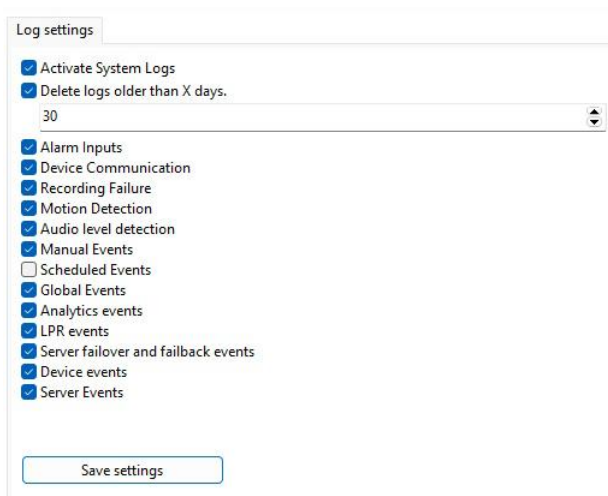 Log settings
Activate System Logs
Delete logs older than X days.
30
Alarm Inputs
Device Communication
Recording Failure
Motion Detection
Audio level detection
Manual Events
Scheduled Events
Global Events
Analytics events
LPR events
Server failover and failback events
Device events
Server Events
Save settings